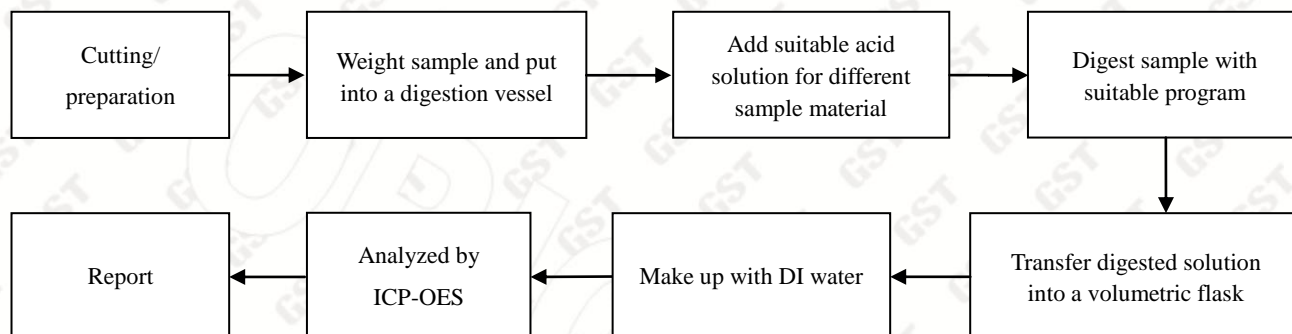 Cutting/
preparation
Weight sample and put
into a digestion vessel
Add suitable acid
solution for different
sample material
Digest sample with
suitable program
Transfer digested solution
into a volumetric flask
Make up with DI water
Analyzed by
ICP-OES
Report
GST